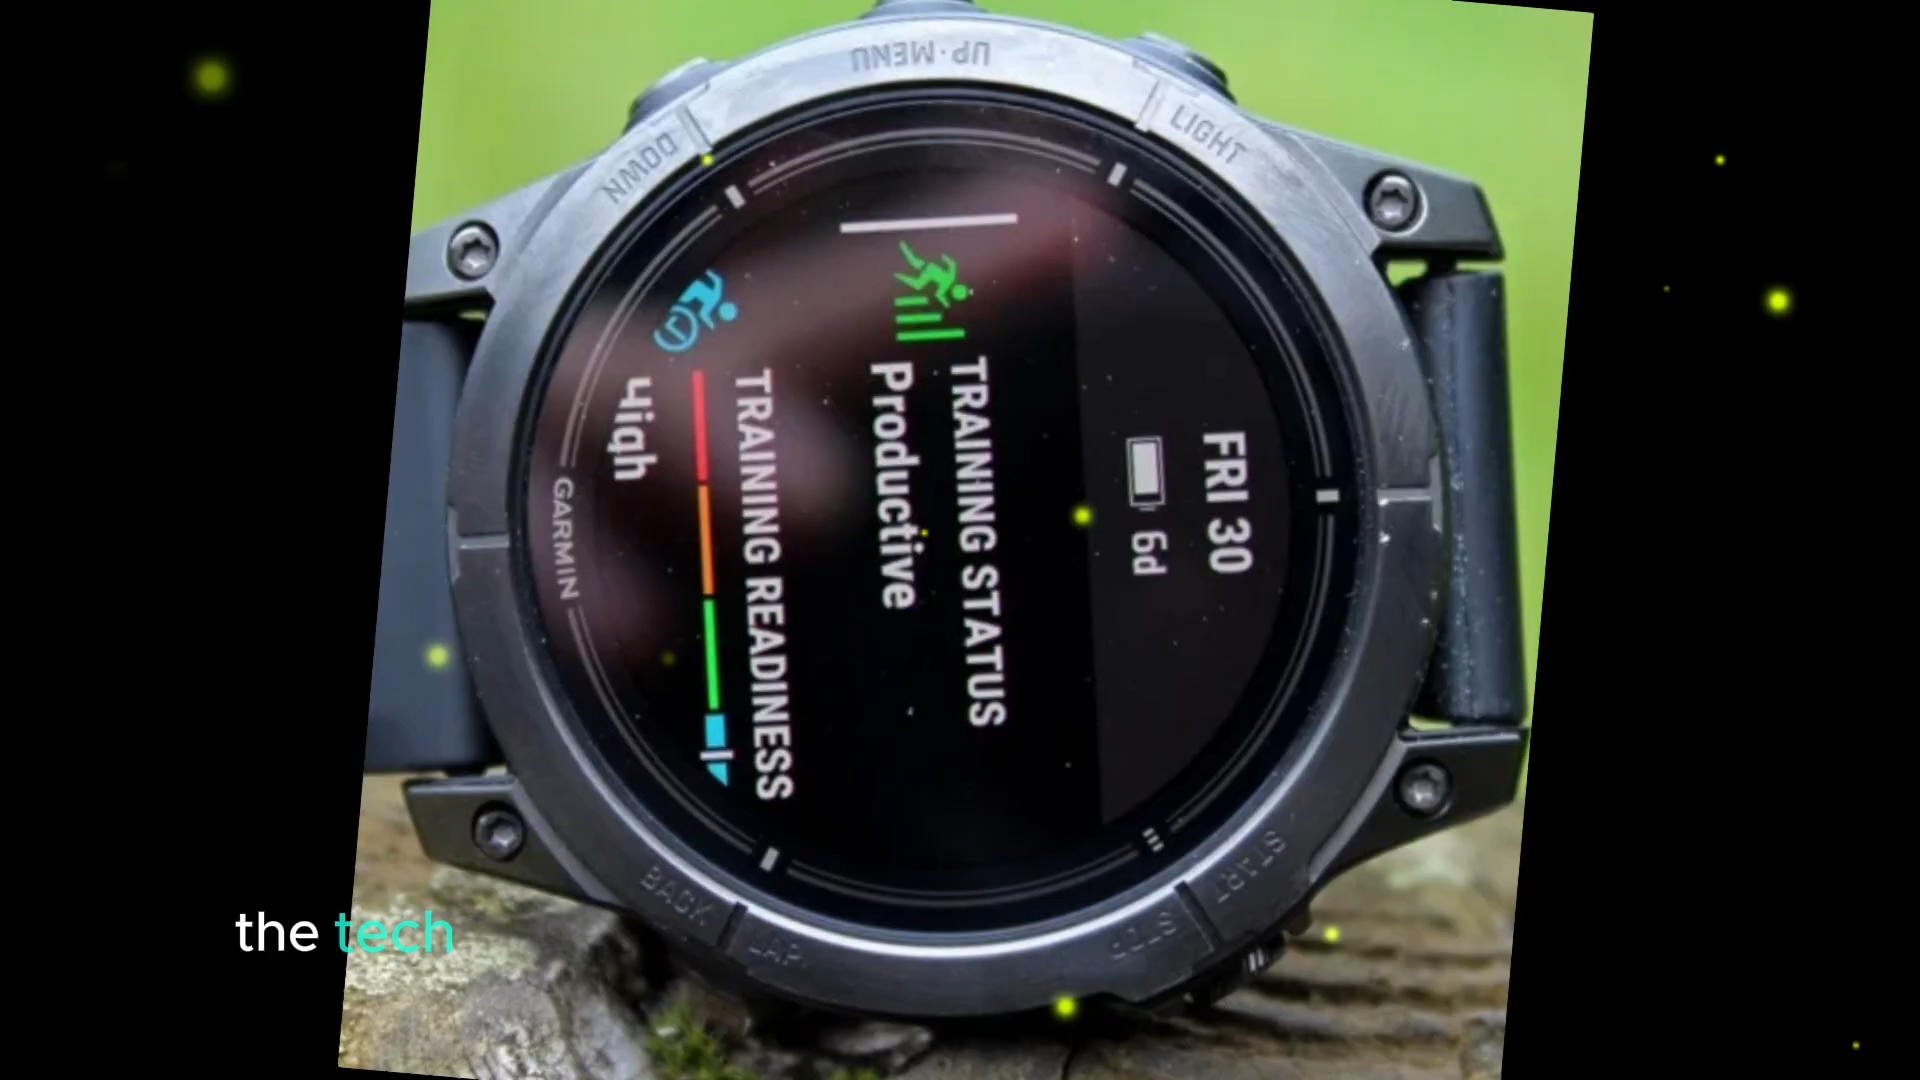 UP·MENU
LIGHT
DOWN
FRI 30
6d
TRAINING STATUS
Productive
TRAINING READINESS
High
GARMIN
BACK
LAP
START
STOP
the tech